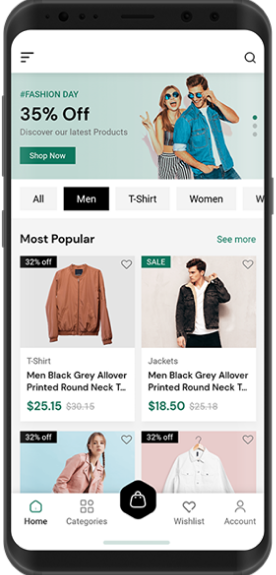 #FASHION DAY
35% Off
Discover our latest Products
Shop Now
All Men T-Shirt Women W
Most Popular See more
32% off SALE
T-Shirt Jackets
Men Black Grey Allover Men Black Grey Allover
Printed Round Neck T... Printed Round Neck T...
$25.15 $30.15 $18.50 $25.18
32% off 32% off
Home Categories Wishlist Account